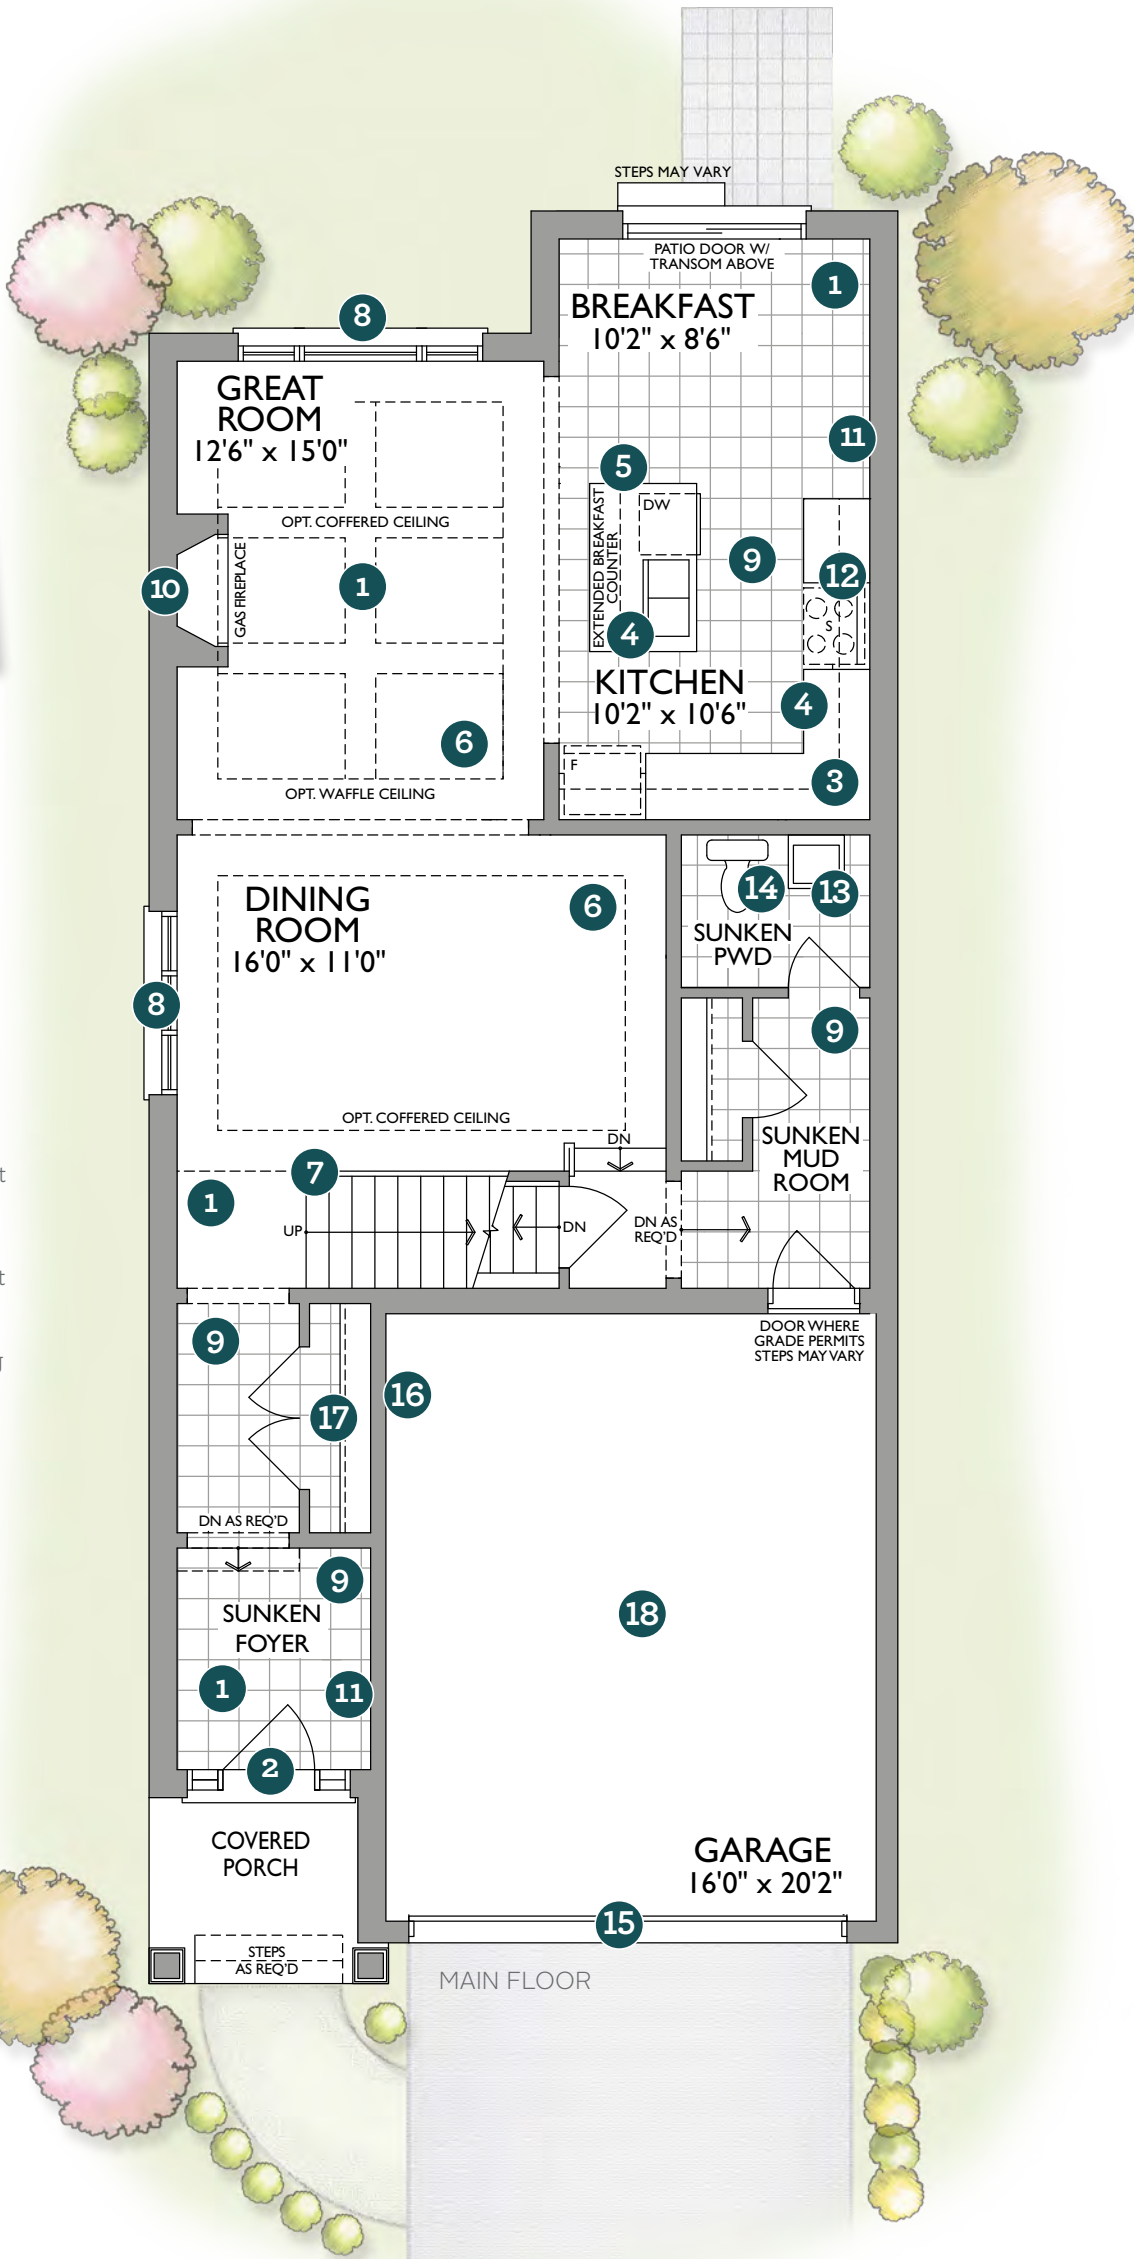 STEPS MAY VARY
PATIO DOOR W/
TRANSOM ABOVE
1
BREAKFAST
10'2" x 8'6"
8
GREAT
ROOM
12'6" x 15'0"
11
5
DW
OPT. COFFERED CEILING
EXTENDED BREAKFAST
COUNTER
GAS FIREPLACE
10
1
9
12
S
4
KITCHEN
10'2" x 10'6"
4
6
F
3
OPT. WAFFLE CEILING
DINING
ROOM
16'0" x 11'0"
6
14
13
SUNKEN
PWD
8
9
OPT. COFFERED CEILING
DN
SUNKEN
MUD
ROOM
7
1
UP
DN
DN AS
REQ'D
DOOR WHERE
GRADE PERMITS
STEPS MAY VARY
9
16
17
DN AS REQ'D
9
SUNKEN
FOYER
18
1
11
2
COVERED
PORCH
GARAGE
16'0" x 20'2"
15
STEPS
AS REQ'D
MAIN FLOOR